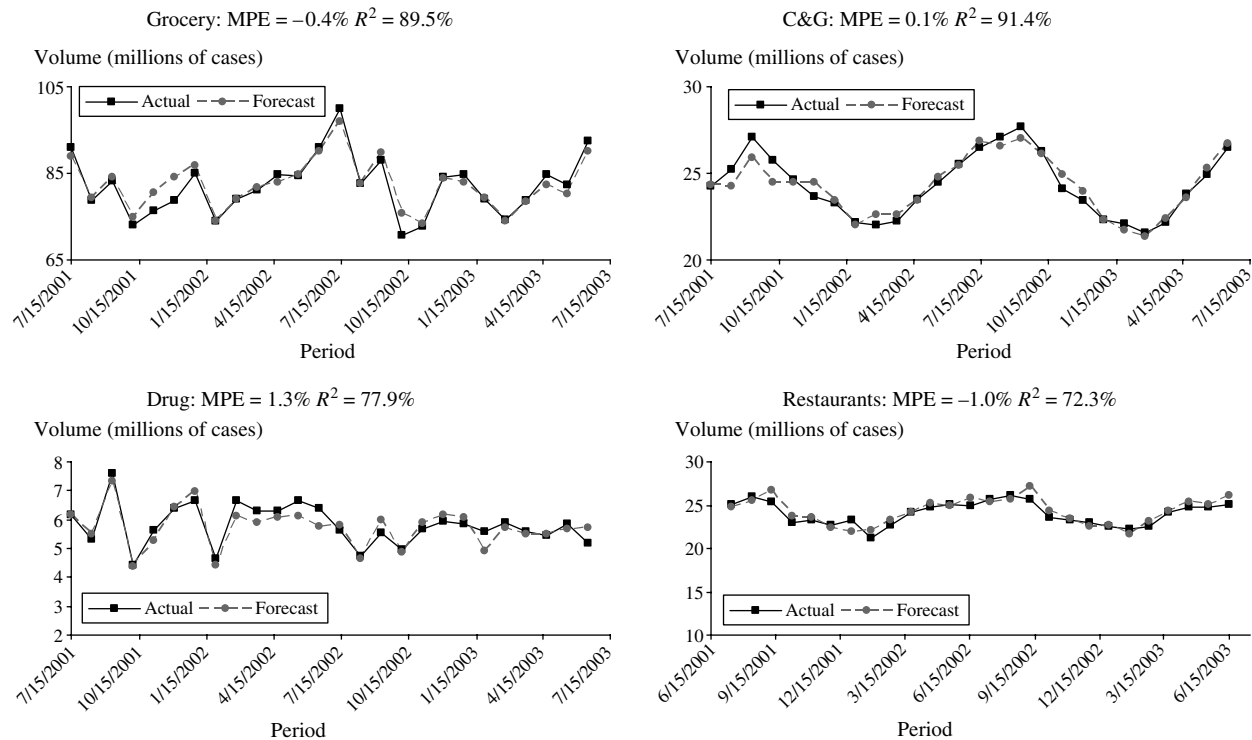 Grocery: MPE = –0.4% R² = 89.5%
Volume (millions of cases)
105
85
65
Actual
Forecast
7/15/2001
10/15/2001
1/15/2002
4/15/2002
7/15/2002
10/15/2002
1/15/2003
4/15/2003
7/15/2003
Period
C&G: MPE = 0.1% R² = 91.4%
Volume (millions of cases)
30
25
20
Actual
Forecast
7/15/2001
10/15/2001
1/15/2002
4/15/2002
7/15/2002
10/15/2002
1/15/2003
4/15/2003
7/15/2003
Period
Drug: MPE = 1.3% R² = 77.9%
Volume (millions of cases)
8
7
6
5
4
3
2
Actual
Forecast
7/15/2001
10/15/2001
1/15/2002
4/15/2002
7/15/2002
10/15/2002
1/15/2003
4/15/2003
7/15/2003
Period
Restaurants: MPE = –1.0% R² = 72.3%
Volume (millions of cases)
30
25
20
15
10
Actual
Forecast
6/15/2001
9/15/2001
12/15/2001
3/15/2002
6/15/2002
9/15/2002
12/15/2002
3/15/2003
6/15/2003
Period